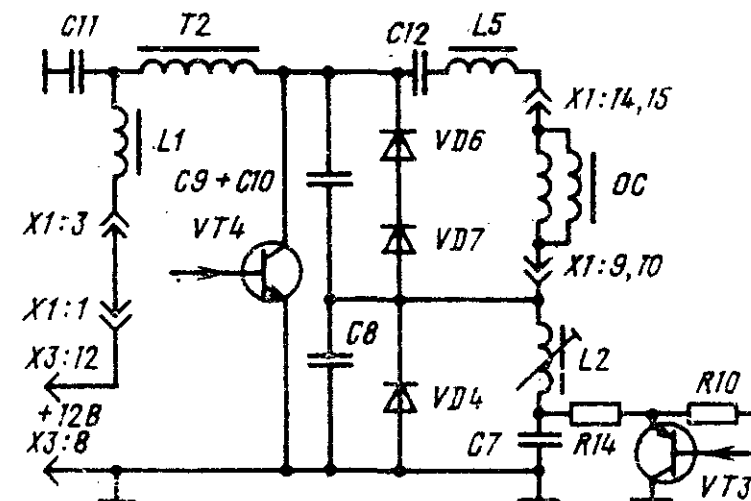 C11
T2
C12
L5
X1:14,15
L1
VD6
C9+C10
OC
X1:3
VT4
VD7
X1:9,10
X1:1
C8
L2
X3:12
VD4
R10
+12В
X3:8
C7
R14
VT3